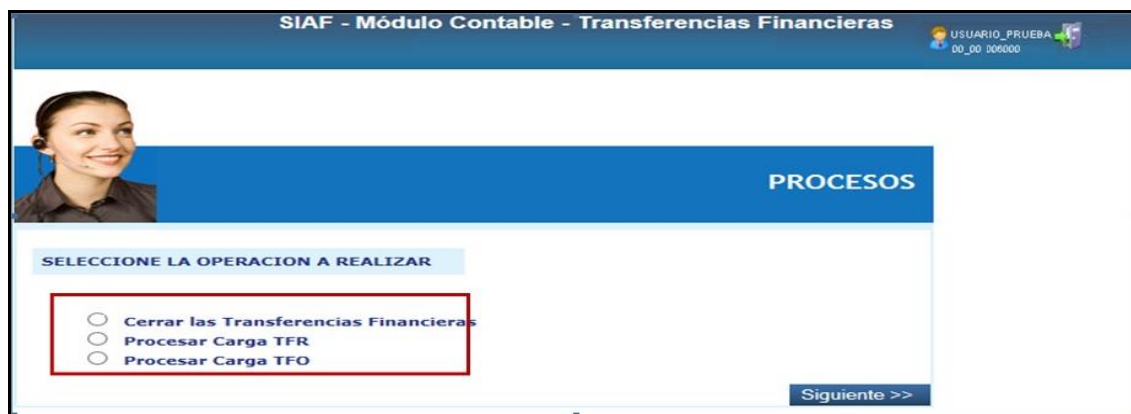 SIAF - Módulo Contable - Transferencias Financieras
USUARIO_PRUEBA
00_00 006000
PROCESOS
SELECCIONE LA OPERACION A REALIZAR
Cerrar las Transferencias Financieras
Procesar Carga TFR
Procesar Carga TFO
Siguiente >>